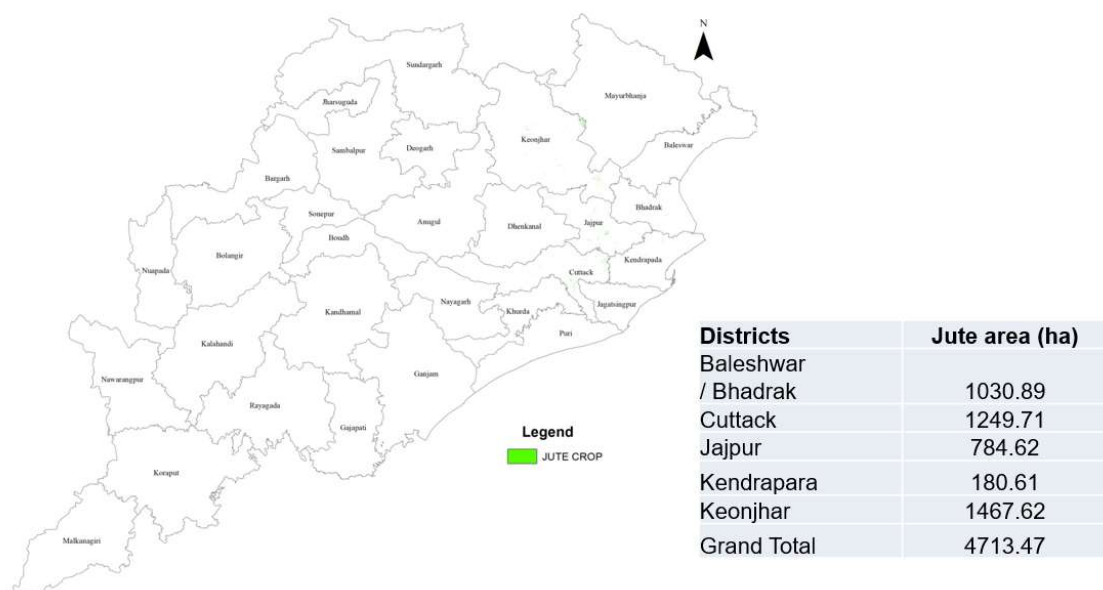 N
Sundargarh
Mayurbhanja
Jharsuguda
Keonjhar
Baleswar
Sambalpur
Deogarh
Bargarh
Bhadrak
Sonepur
Anugul
Dhenkanal
Jajpur
Boudh
Bolangir
Kendrapada
Nuapada
Cuttack
Nayagarh
Jagatsingpur
Kandhamal
Khurda
Puri
Kalahandi
Ganjam
Nawarangpur
Rayagada
Gajapati
Koraput
Malkanagiri
Legend
JUTE CROP
Districts Jute area (ha)
Baleshwar
/ Bhadrak 1030.89
Cuttack 1249.71
Jajpur 784.62
Kendrapara 180.61
Keonjhar 1467.62
Grand Total 4713.47